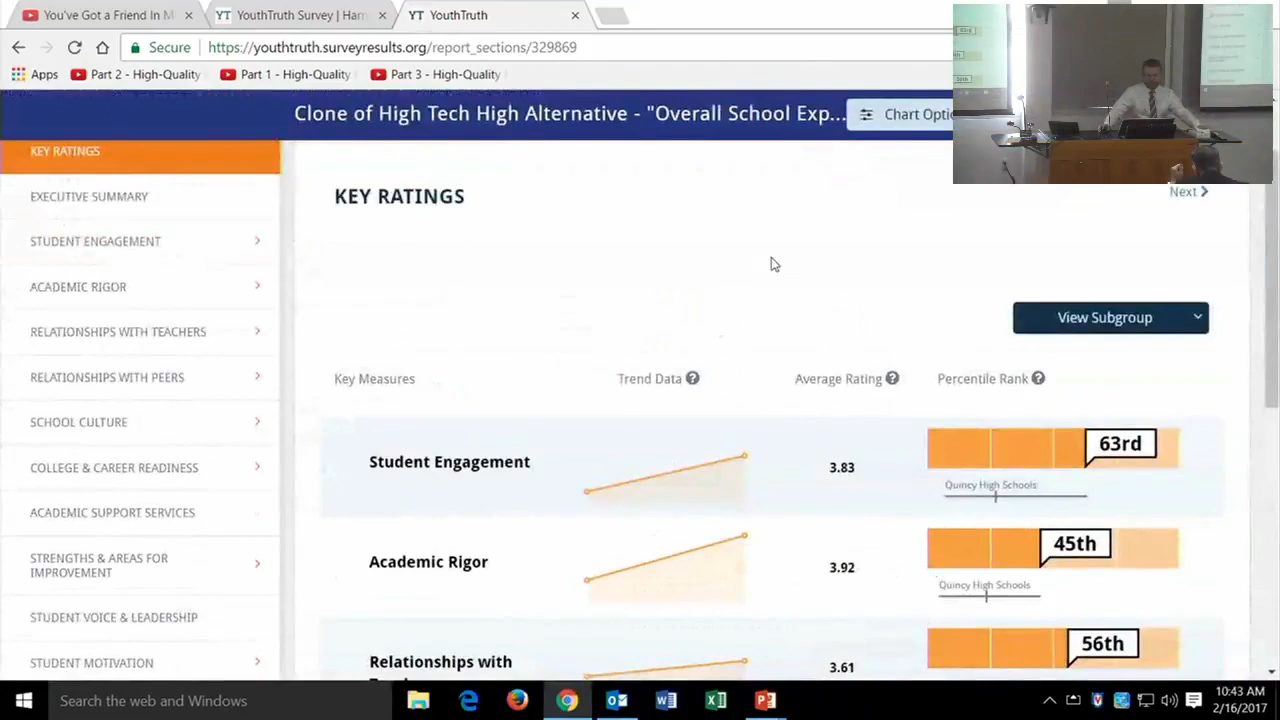 You've Got a Friend In M
YT YouthTruth Survey | Harr
YT YouthTruth
Secure
https://youthtruth.surveyresults.org/report_sections/329869
Apps
Part 2 - High-Quality
Part 1 - High-Quality
Part 3 - High-Quality
Clone of High Tech High Alternative - "Overall School Exp...
Chart Optio
KEY RATINGS
EXECUTIVE SUMMARY
STUDENT ENGAGEMENT
ACADEMIC RIGOR
RELATIONSHIPS WITH TEACHERS
RELATIONSHIPS WITH PEERS
SCHOOL CULTURE
COLLEGE & CAREER READINESS
ACADEMIC SUPPORT SERVICES
STRENGTHS & AREAS FOR
IMPROVEMENT
STUDENT VOICE & LEADERSHIP
STUDENT MOTIVATION
KEY RATINGS
Next
View Subgroup
Key Measures
Trend Data
Average Rating
Percentile Rank
Student Engagement
3.83
63rd
Quincy High Schools
Academic Rigor
3.92
45th
Quincy High Schools
Relationships with
3.61
56th
Search the web and Windows
10:43 AM
2/16/2017